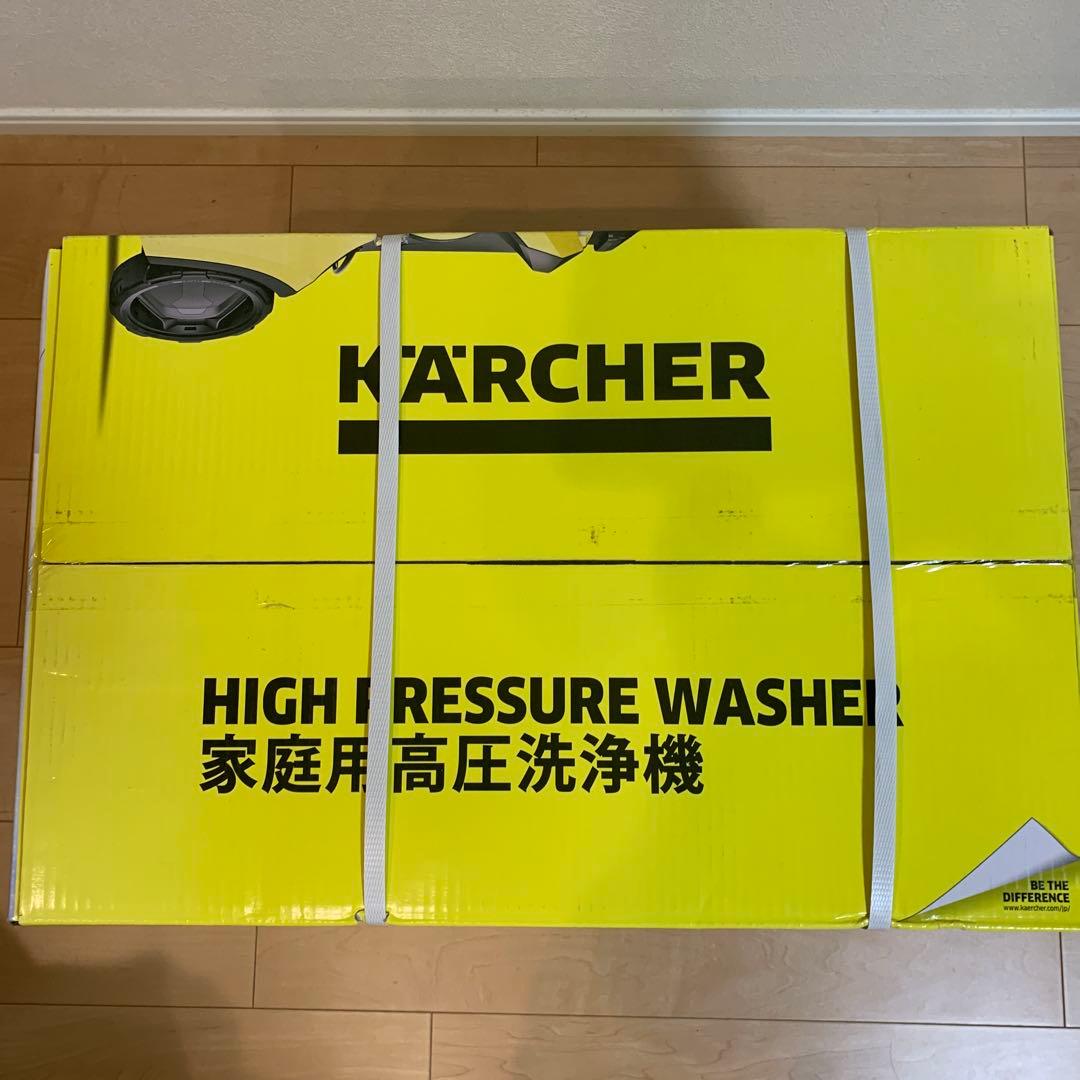 KÄRCHER
HIGH PRESSURE WASHER
家庭用高圧洗浄機
BE THE
DIFFERENCE
www.kaercher.com/jp/